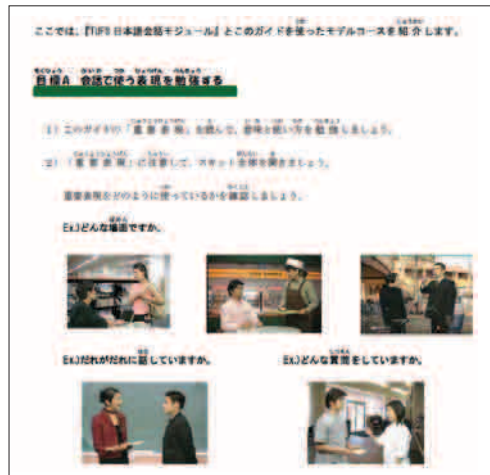 ここでは、『TUFS 日本語会話モジュール』とこのガイドを使ったモデルコースを紹介します。
目標A 会話で使う表現を勉強する
1) このガイドの「重要表現」を読んで、意味と使い方を勉強しましょう。
2) 「重要表現」に注意して、スキット全体を聞きましょう。
重要表現をどのように使っているかを確認しましょう。
Ex.)どんな場面ですか。
Ex.)だれがだれに話していますか。
Ex.)どんな質問をしていますか。